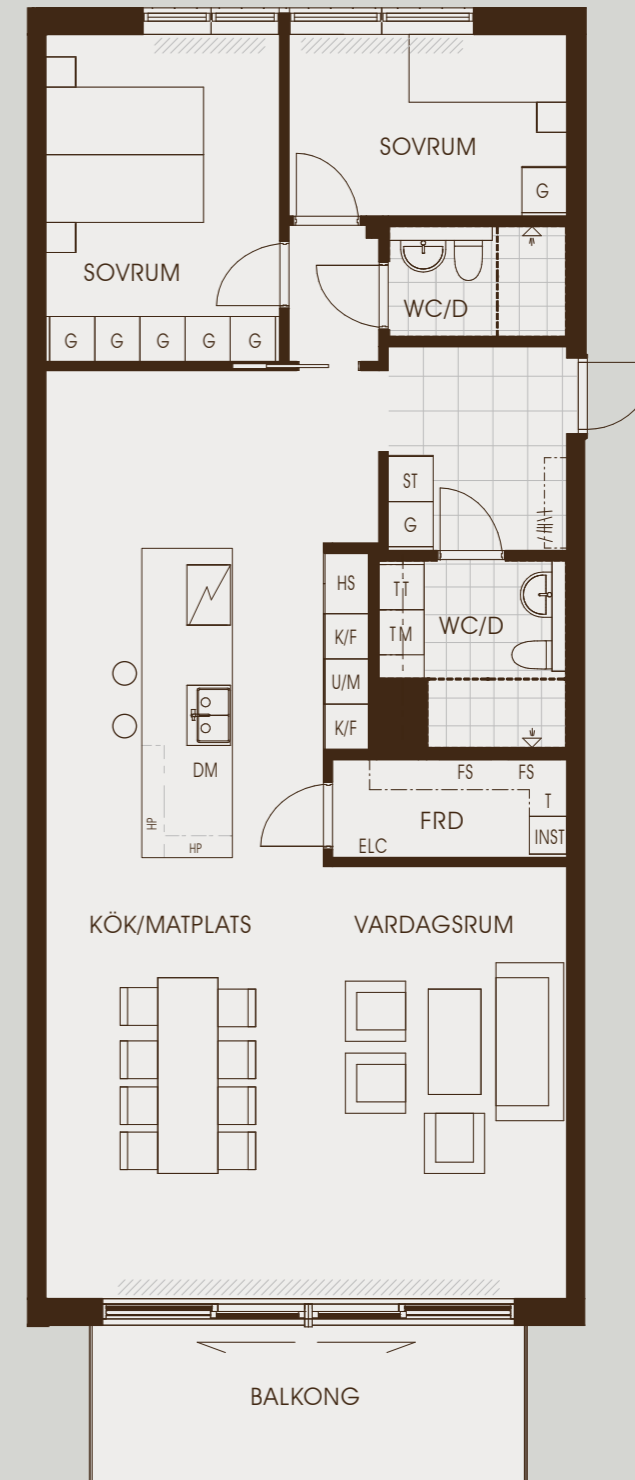 SOVRUM
G
SOVRUM
WC/D
G G G G G
ST
G
HS
TT
K/F
TM
WC/D
U/M
K/F
DM
FS FS
T
HP
FRD
INST
HP
ELC
KÖK/MATPLATS
VARDAGSRUM
BALKONG